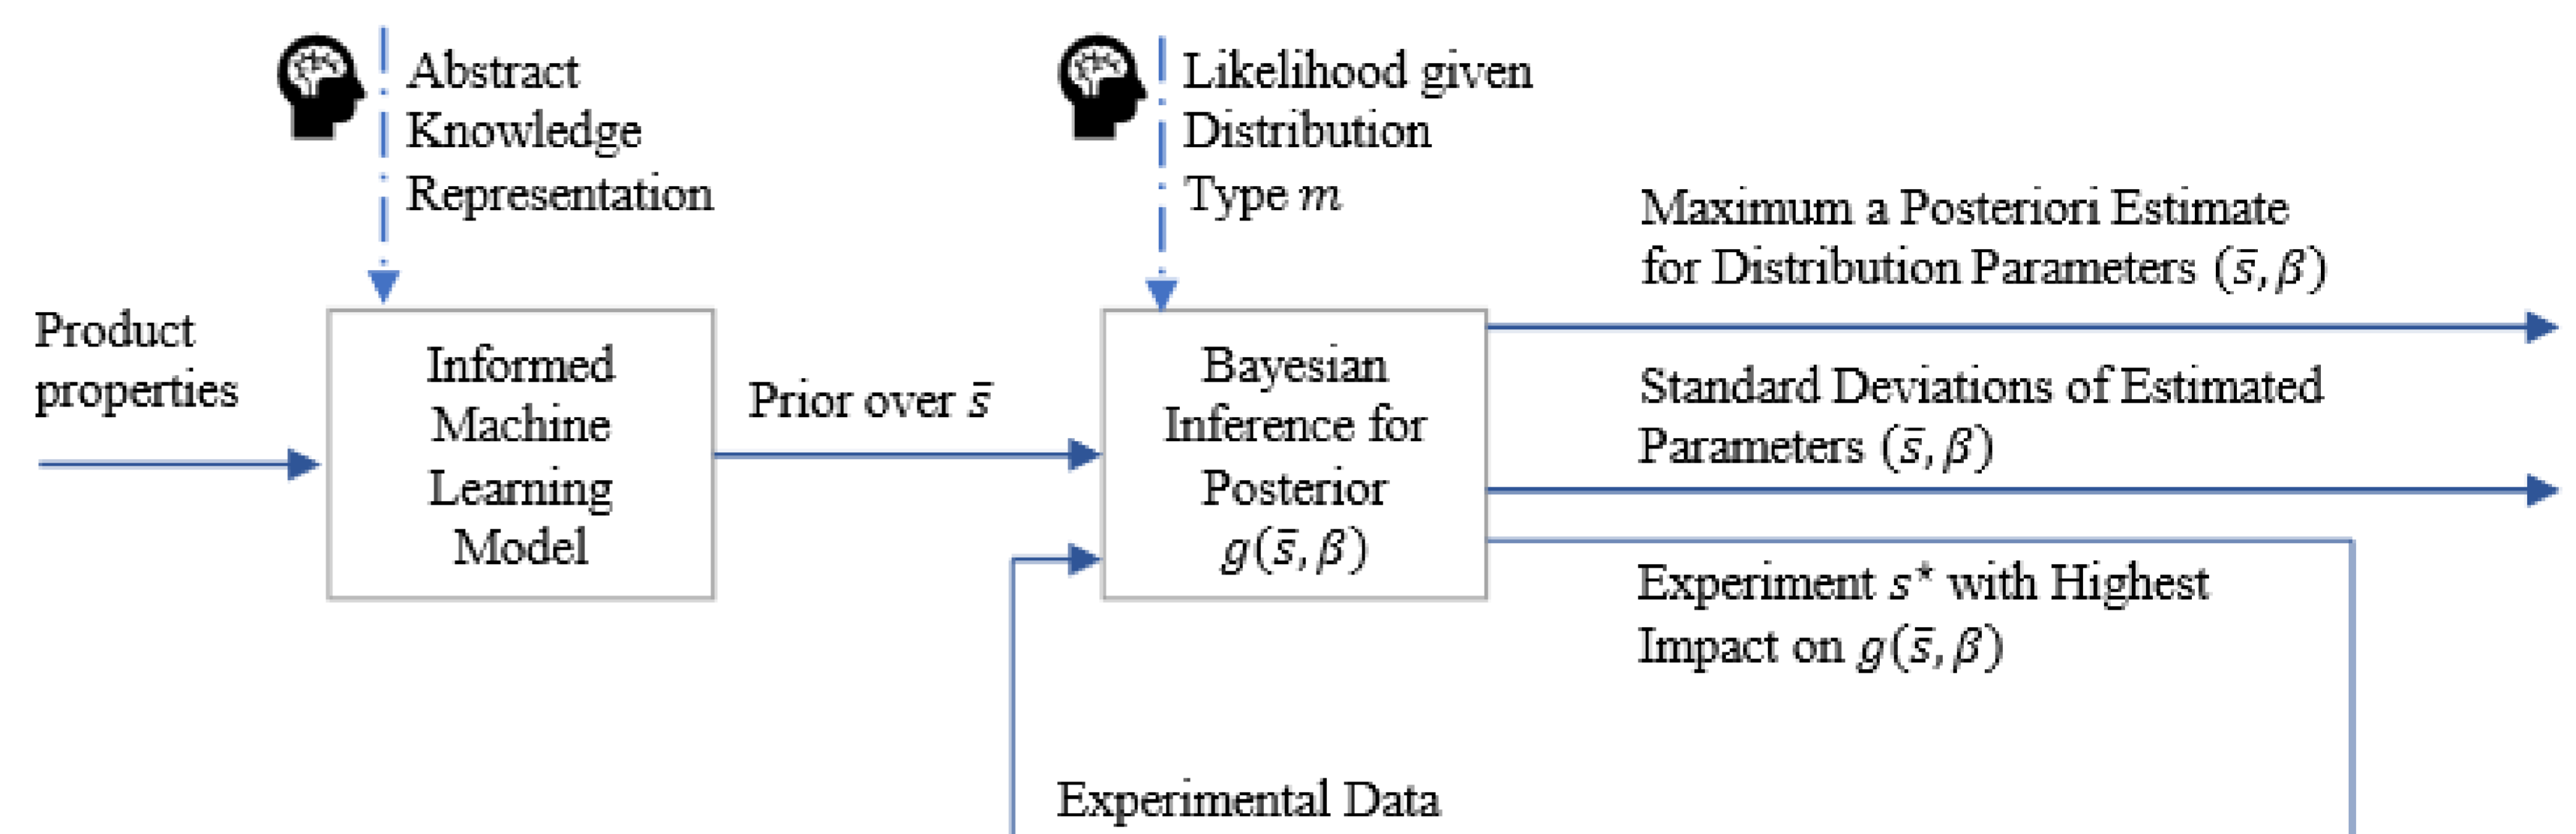 Abstract
Knowledge
Representation
Likelihood given
Distribution
Type m
Maximum a Posteriori Estimate
for Distribution Parameters (s̄, β)
Product
properties
Informed
Machine
Learning
Model
Prior over s̄
Bayesian
Inference for
Posterior
g(s̄, β)
Standard Deviations of Estimated
Parameters (s̄, β)
Experiment s* with Highest
Impact on g(s̄, β)
Experimental Data